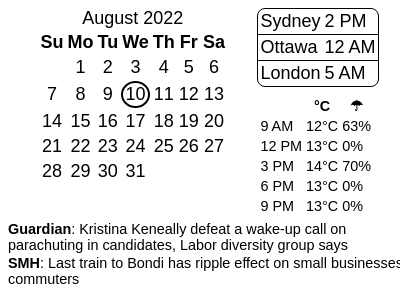 August 2022
Su Mo Tu We Th Fr Sa
1 2 3 4 5 6
7 8 9 10 11 12 13
14 15 16 17 18 19 20
21 22 23 24 25 26 27
28 29 30 31
Sydney 2 PM
Ottawa 12 AM
London 5 AM
°C ☂
9 AM 12°C 63%
12 PM 13°C 0%
3 PM 14°C 70%
6 PM 13°C 0%
9 PM 13°C 0%
Guardian: Kristina Keneally defeat a wake-up call on
parachuting in candidates, Labor diversity group says
SMH: Last train to Bondi has ripple effect on small businesses
commuters